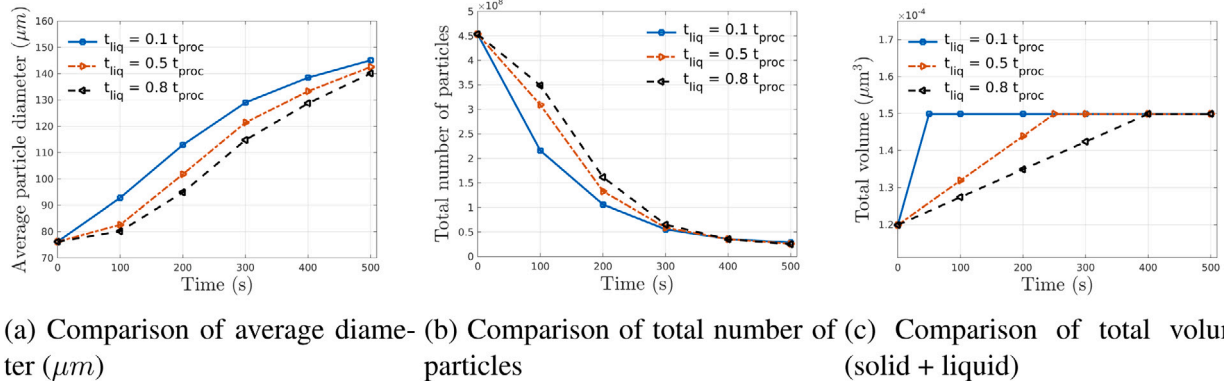 Average particle diameter (μm)
160
150
140
130
120
110
100
90
80
70
t_liq = 0.1 t_proc
t_liq = 0.5 t_proc
t_liq = 0.8 t_proc
0 100 200 300 400 500
Time (s)
(a) Comparison of average diame-
ter (μm)
×10⁸
Total number of particles
5
4.5
4
3.5
3
2.5
2
1.5
1
0.5
0
t_liq = 0.1 t_proc
t_liq = 0.5 t_proc
t_liq = 0.8 t_proc
0 100 200 300 400 500
Time (s)
(b) Comparison of total number of
particles
×10⁻⁴
Total volume (μm³)
1.7
1.6
1.5
1.4
1.3
1.2
t_liq = 0.1 t_proc
t_liq = 0.5 t_proc
t_liq = 0.8 t_proc
0 100 200 300 400 500
Time (s)
(c) Comparison of total volu
(solid + liquid)